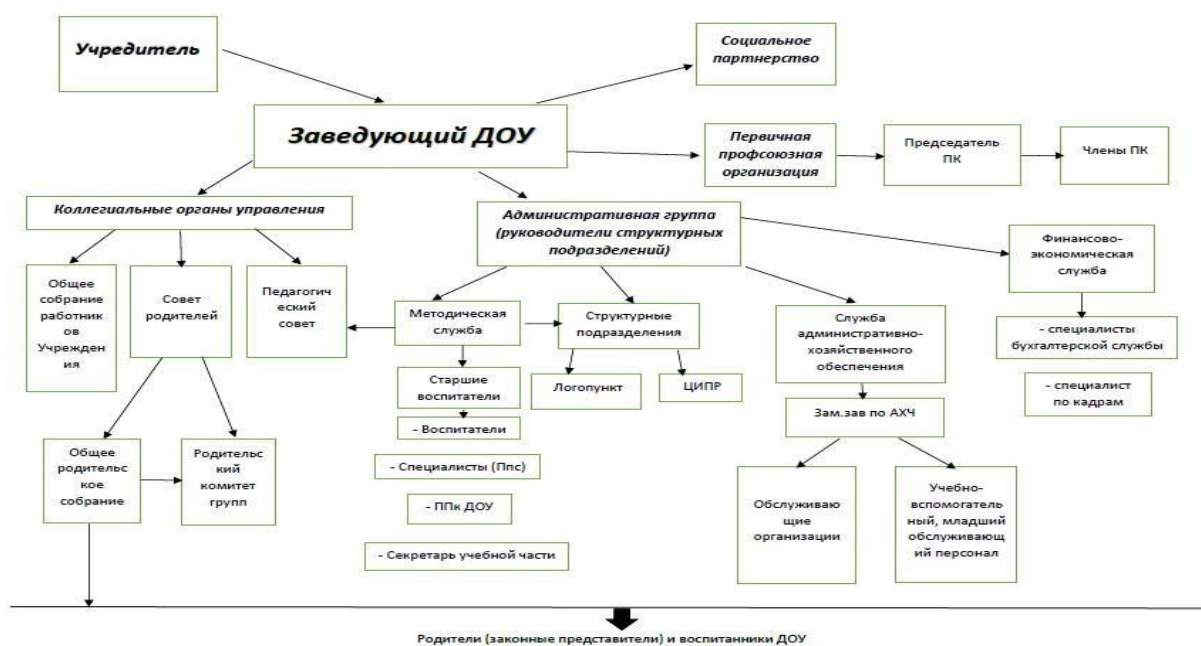 Учредитель
Социальное
партнерство
Заведующий ДОУ
Первичная
профсоюзная
организация
Председатель
ПК
Члены ПК
Коллегиальные органы управления
Административная группа
(руководители структурных
подразделений)
Финансово-
экономическая
служба
Общее
собрание
работник
ов
Учрежден
ия
Совет
родителей
Педагогич
еский
совет
Методическая
служба
Структурные
подразделения
Служба
административно-
хозяйственного
обеспечения
- специалисты
бухгалтерской службы
Старшие
воспитатели
Логопункт
ЦИПР
- специалист
по кадрам
- Воспитатели
Зам.зав по АХЧ
Общее
родительс
кое
собрание
Родительс
кий
комитет
групп
- Специалисты (Ппс)
- ППк ДОУ
- Секретарь учебной части
Обслуживаю
щие
организации
Учебно-
вспомогатель
ный, младший
обслуживающ
ий персонал
Родители (законные представители) и воспитанники ДОУ